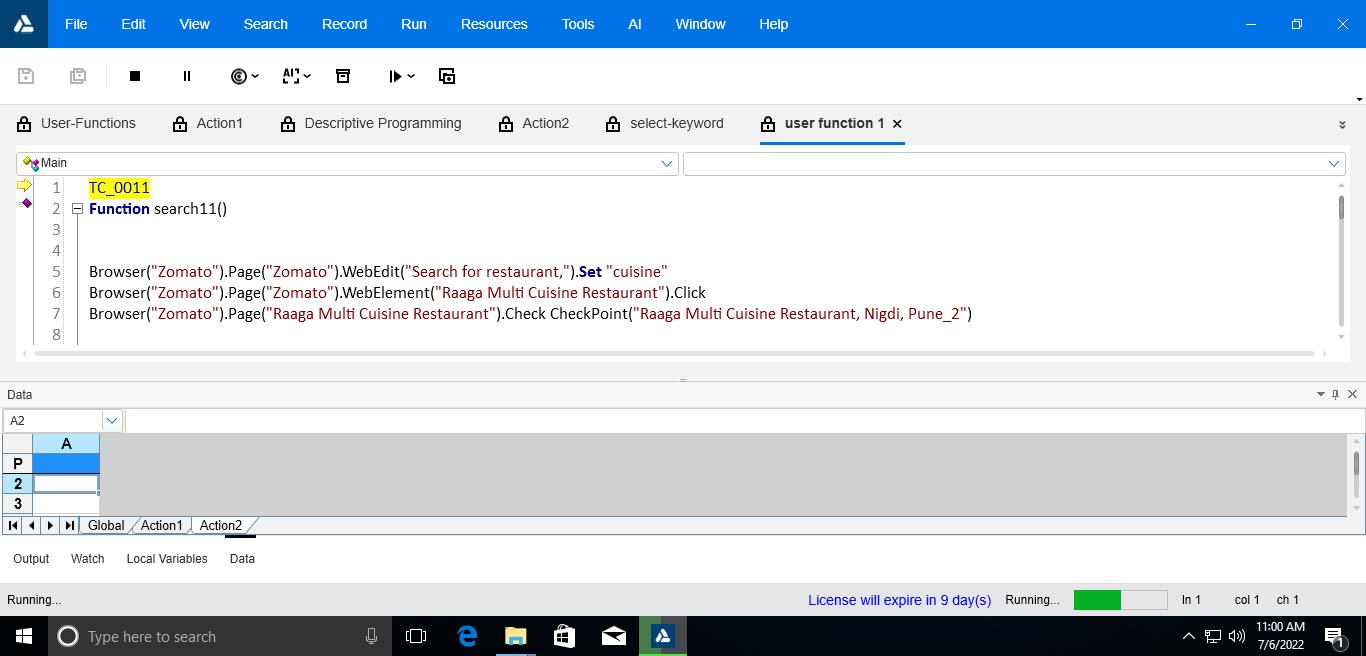 File Edit View Search Record Run Resources Tools AI Window Help
User-Functions Action1 Descriptive Programming Action2 select-keyword user function 1
Main
1 TC_0011
2 Function search11()
3
4
5 Browser("Zomato").Page("Zomato").WebEdit("Search for restaurant,").Set "cuisine"
6 Browser("Zomato").Page("Zomato").WebElement("Raaga Multi Cuisine Restaurant").Click
7 Browser("Zomato").Page("Raaga Multi Cuisine Restaurant").Check CheckPoint("Raaga Multi Cuisine Restaurant, Nigdi, Pune_2")
8
Data
A2
A
P
2
3
Global Action1 Action2
Output Watch Local Variables Data
Running... License will expire in 9 day(s) Running... ln 1 col 1 ch 1
Type here to search 11:00 AM
7/6/2022 1